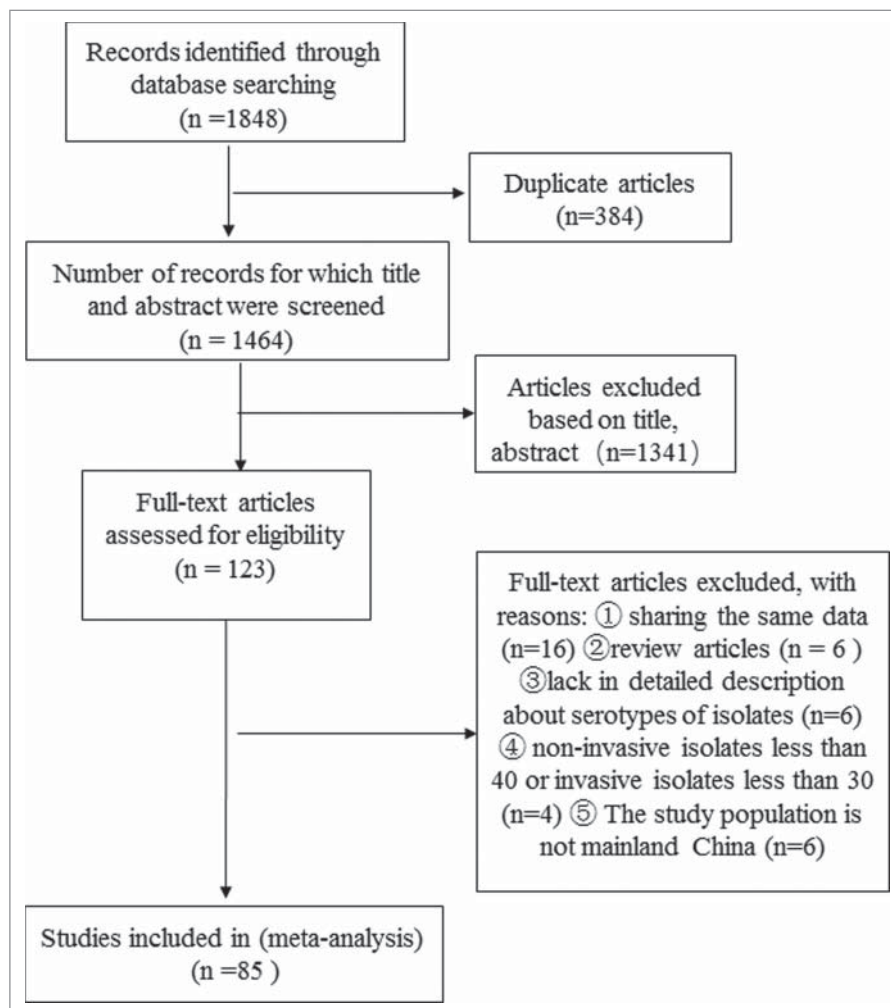 Records identified through
database searching
(n =1848)
Duplicate articles
(n=384)
Number of records for which title
and abstract were screened
(n = 1464)
Articles excluded
based on title,
abstract （n=1341）
Full-text articles
assessed for eligibility
(n = 123)
Full-text articles excluded, with
reasons: ① sharing the same data
(n=16) ②review articles (n = 6 )
③lack in detailed description
about serotypes of isolates (n=6)
④ non-invasive isolates less than
40 or invasive isolates less than 30
(n=4) ⑤ The study population is
not mainland China (n=6)
Studies included in (meta-analysis)
(n =85 )